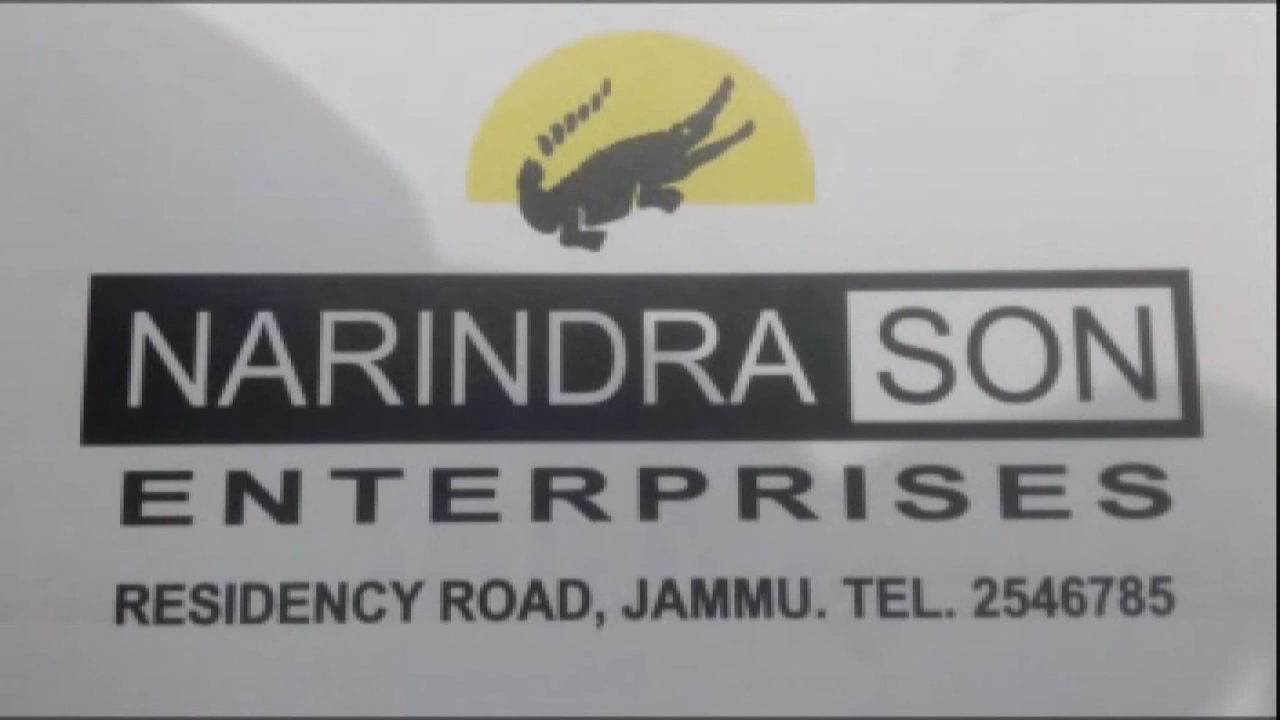 NARINDRA SON
ENTERPRISES
RESIDENCY ROAD, JAMMU. TEL. 2546785